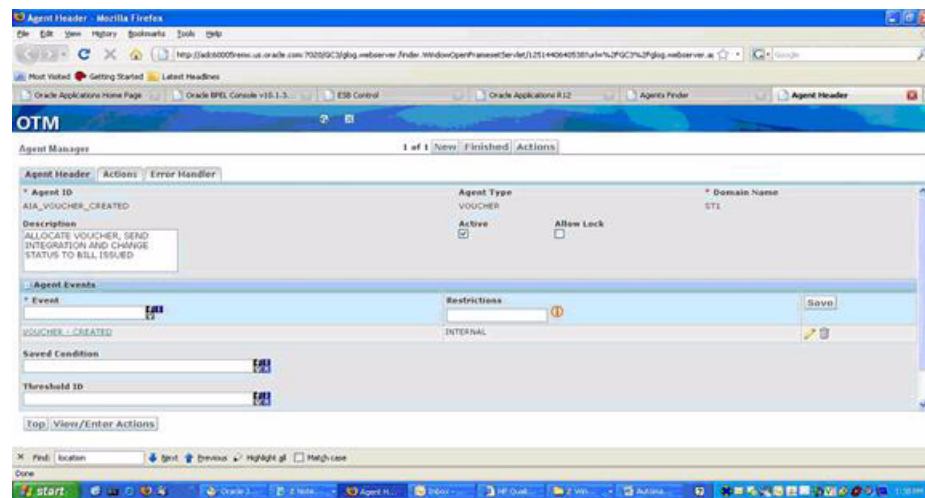 Agent Header - Mozilla Firefox
File Edit View History Bookmarks Tools Help
Most Visited Getting Started Latest Headlines
Oracle Applications Home Page Oracle BPEL Console v10.1.3.... ESB Control Oracle Applications R12 Agents Finder Agent Header
OTM
Agent Manager 1 of 1 New Finished Actions
Agent Header Actions Error Handler
* Agent ID Agent Type * Domain Name
AIA_VOUCHER_CREATED VOUCHER ST1
Description Active Allow Lock
ALLOCATE VOUCHER, SEND
INTEGRATION AND CHANGE
STATUS TO BILL ISSUED
Agent Events
* Event Restrictions Save
VOUCHER - CREATED INTERNAL
Saved Condition
Threshold ID
Top View/Enter Actions
Find: location Next Previous Highlight all Match case
Done
start Oracle J... Agent H... Inbox -